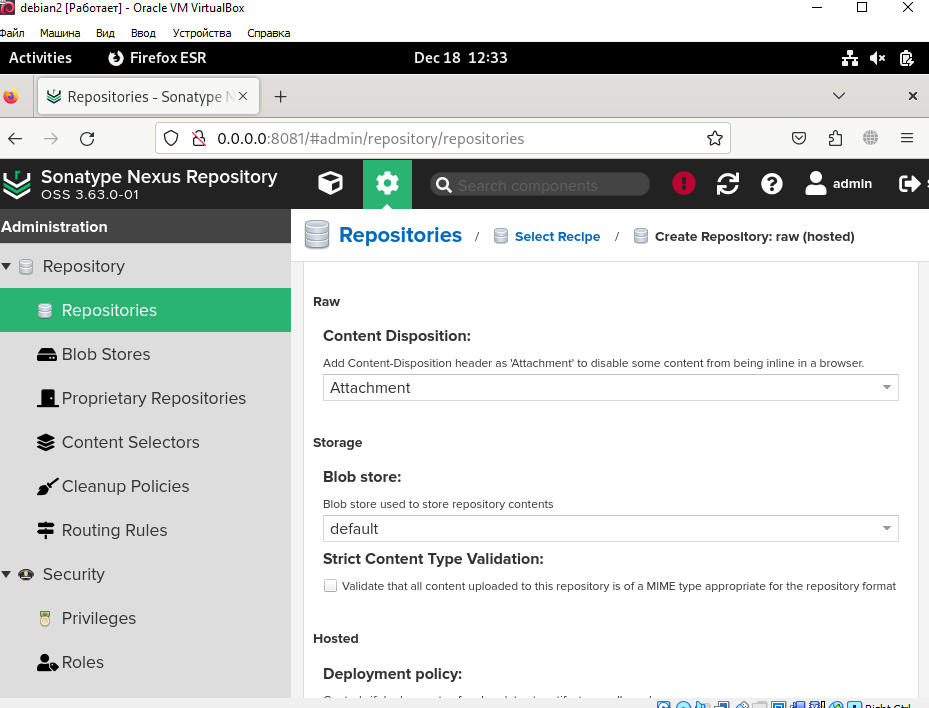 debian2 [Работает] - Oracle VM VirtualBox
Файл Машина Вид Ввод Устройства Справка
Activities Firefox ESR Dec 18 12:33
Repositories - Sonatype N
0.0.0.0:8081/#admin/repository/repositories
Sonatype Nexus Repository
OSS 3.63.0-01
Search components
admin
Administration
Repositories / Select Recipe / Create Repository: raw (hosted)
Repository
Repositories
Blob Stores
Proprietary Repositories
Content Selectors
Cleanup Policies
Routing Rules
Security
Privileges
Roles
Raw
Content Disposition:
Add Content-Disposition header as 'Attachment' to disable some content from being inline in a browser.
Attachment
Storage
Blob store:
Blob store used to store repository contents
default
Strict Content Type Validation:
Validate that all content uploaded to this repository is of a MIME type appropriate for the repository format
Hosted
Deployment policy:
Right Ctrl